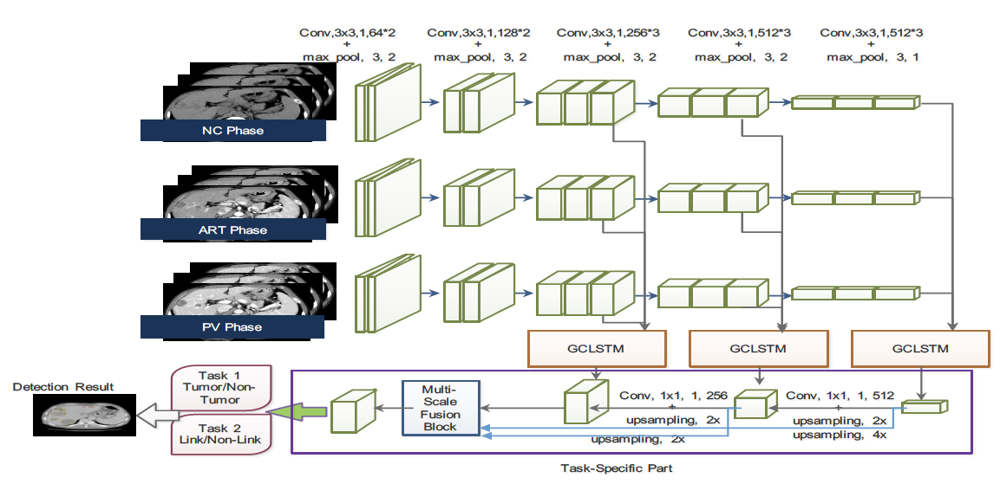 Conv,3x3,1,64*2
+
max_pool, 3, 2
Conv,3x3,1,128*2
+
max_pool, 3, 2
Conv,3x3,1,256*3
+
max_pool, 3, 2
Conv,3x3,1,512*3
+
max_pool, 3, 2
Conv,3x3,1,512*3
+
max_pool, 3, 1
NC Phase
ART Phase
PV Phase
GCLSTM
GCLSTM
GCLSTM
Detection Result
Task 1
Tumor/Non-
Tumor
Task 2
Link/Non-Link
Multi-
Scale
Fusion
Block
Conv, 1x1, 1, 256
+
upsampling, 2x
upsampling, 2x
Conv, 1x1, 1, 512
+
upsampling, 2x
upsampling, 4x
Task-Specific Part